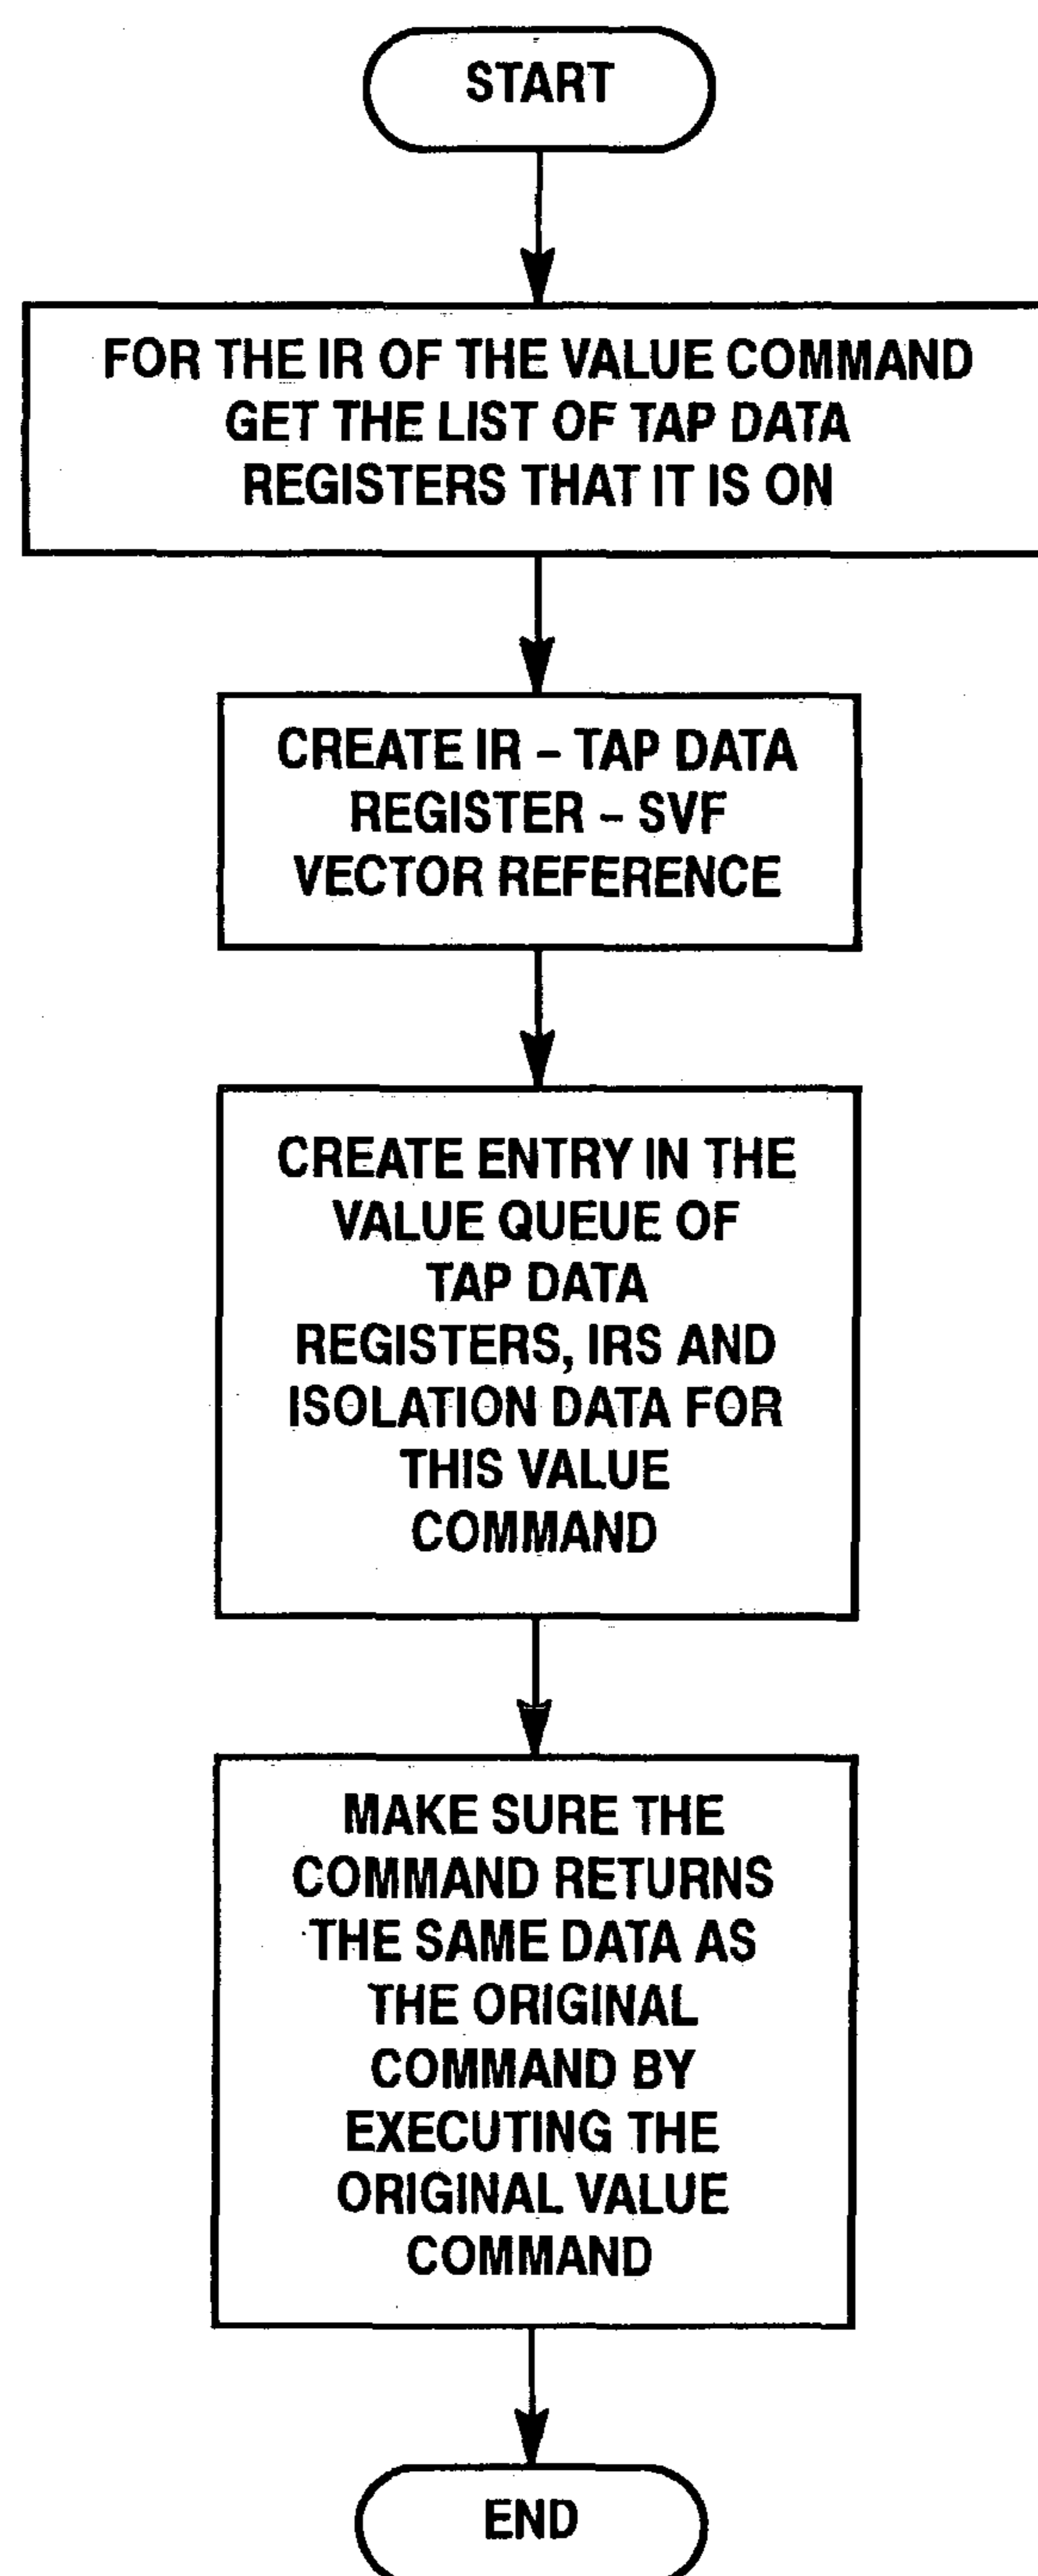 START
FOR THE IR OF THE VALUE COMMAND
GET THE LIST OF TAP DATA
REGISTERS THAT IT IS ON
CREATE IR – TAP DATA
REGISTER – SVF
VECTOR REFERENCE
CREATE ENTRY IN THE
VALUE QUEUE OF
TAP DATA
REGISTERS, IRS AND
ISOLATION DATA FOR
THIS VALUE
COMMAND
MAKE SURE THE
COMMAND RETURNS
THE SAME DATA AS
THE ORIGINAL
COMMAND BY
EXECUTING THE
ORIGINAL VALUE
COMMAND
END